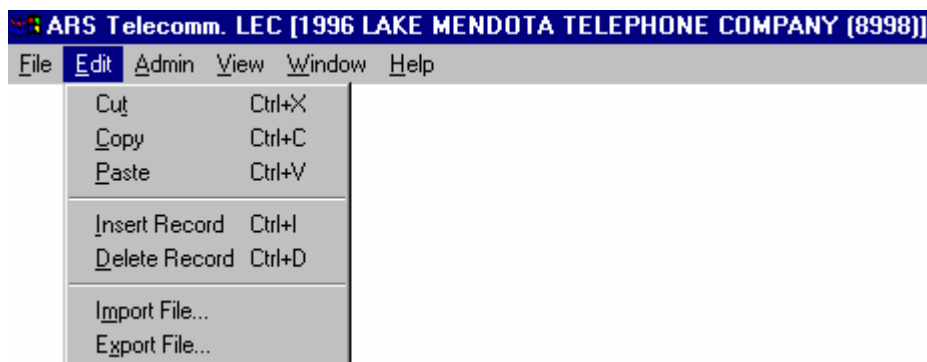 ARS Telecomm. LEC [1996 LAKE MENDOTA TELEPHONE COMPANY (8998)]
File Edit Admin View Window Help
Cut Ctrl+X
Copy Ctrl+C
Paste Ctrl+V
Insert Record Ctrl+I
Delete Record Ctrl+D
Import File...
Export File...